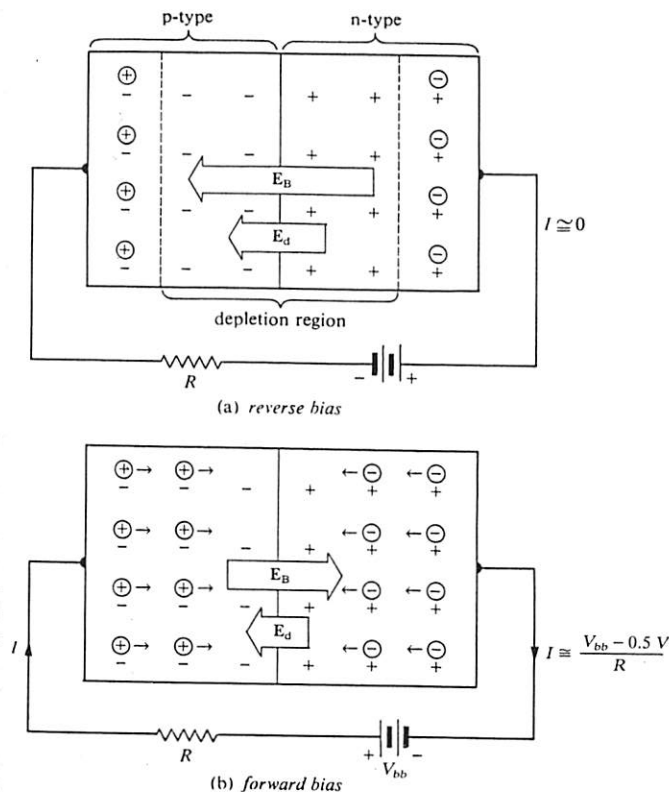 p-type n-type
⊕ ⊖
− − − + + +
⊕ ⊖
− − − + + +
E_B
⊕ ⊖
− − − + + +
E_d
⊕ ⊖
− − − + + +
I ≅ 0
depletion region
R − +
(a) reverse bias
⊕→ ⊕→ ←⊖ ←⊖
− − − + + +
⊕→ ⊕→ ←⊖ ←⊖
− − − + + +
E_B
⊕→ ⊕→ ←⊖ ←⊖
− − − + + +
E_d
⊕→ ⊕→ ←⊖ ←⊖
− − − + + +
I
I ≅ (V_bb − 0.5 V) / R
R + V_bb −
(b) forward bias